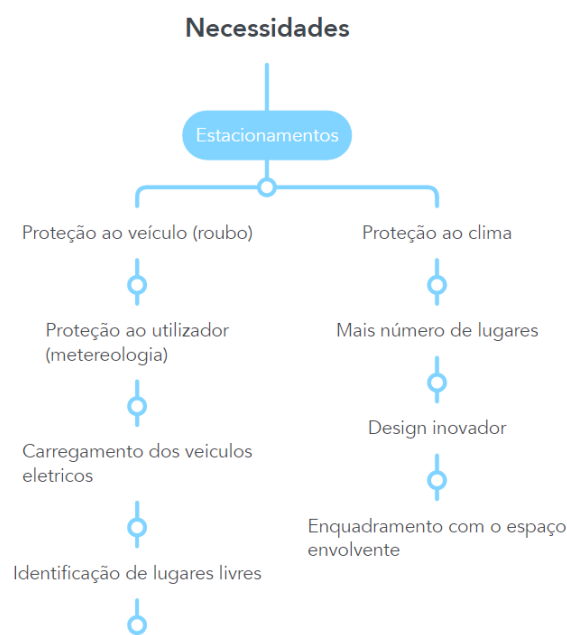 Necessidades
Estacionamentos
Proteção ao veículo (roubo)
Proteção ao utilizador
(metereologia)
Carregamento dos veiculos
eletricos
Identificação de lugares livres
Proteção ao clima
Mais número de lugares
Design inovador
Enquadramento com o espaço
envolvente